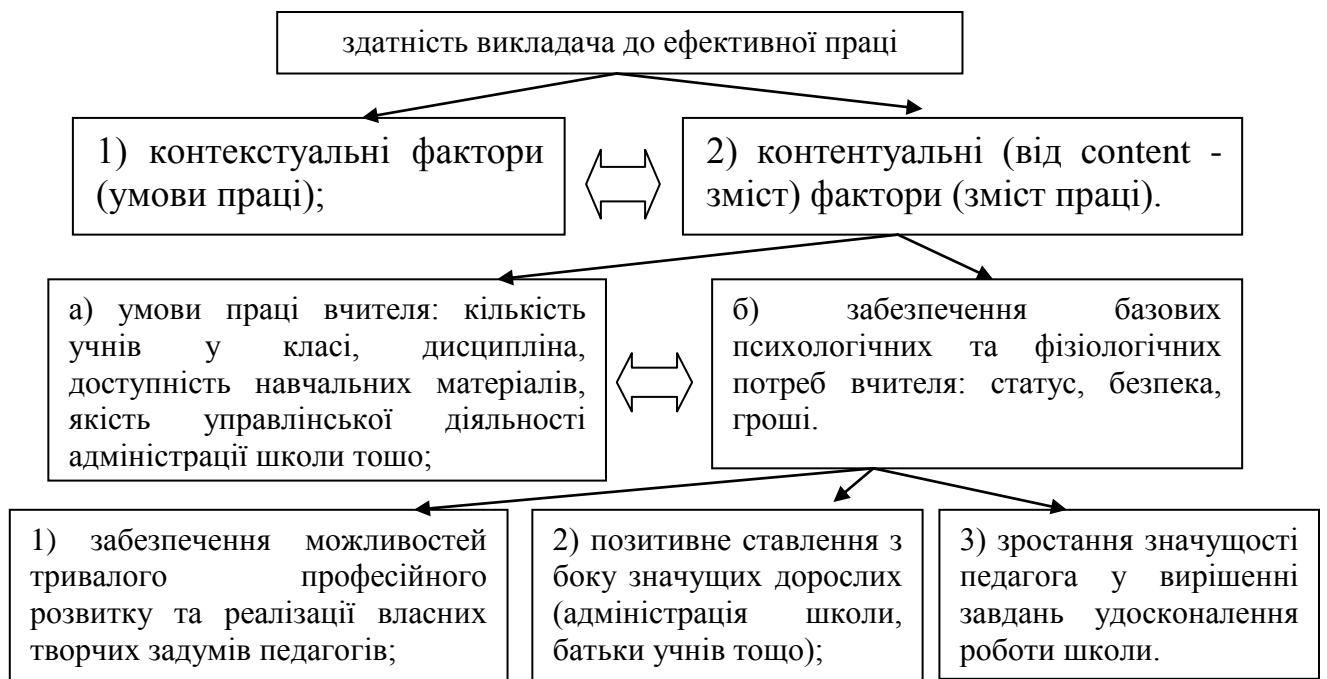 здатність викладача до ефективної праці
1) контекстуальні фактори
(умови праці);
2) контентуальні (від content -
зміст) фактори (зміст праці).
а) умови праці вчителя: кількість
учнів у класі, дисципліна,
доступність навчальних матеріалів,
якість управлінської діяльності
адміністрації школи тошо;
б) забезпечення базових
психологічних та фізіологічних
потреб вчителя: статус, безпека,
гроші.
1) забезпечення можливостей
тривалого професійного
розвитку та реалізації власних
творчих задумів педагогів;
2) позитивне ставлення з
боку значущих дорослих
(адміністрація школи,
батьки учнів тощо);
3) зростання значущості
педагога у вирішенні
завдань удосконалення
роботи школи.